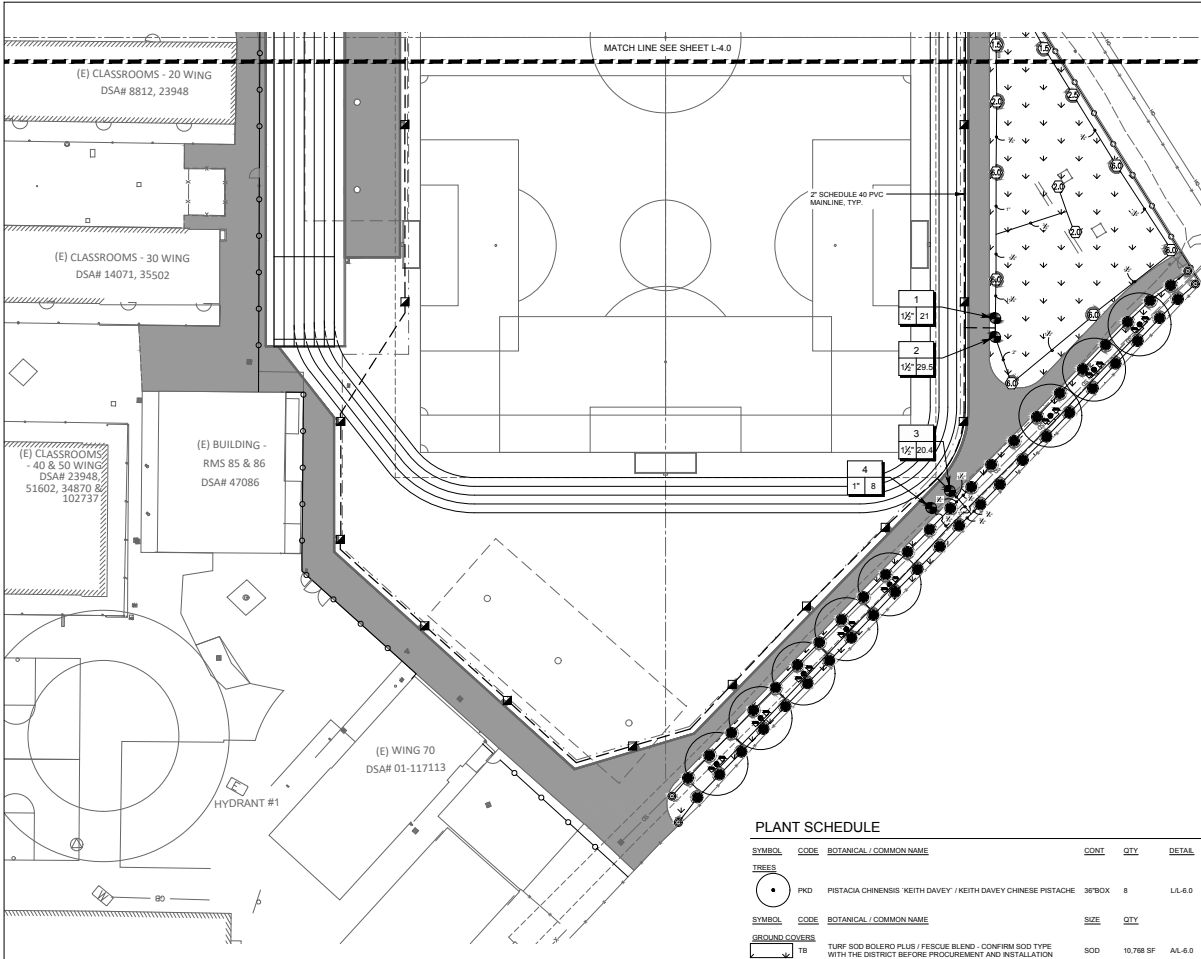 MATCH LINE SEE SHEET L-4.0
(E) CLASSROOMS - 20 WING
DSA# 8812, 23948
(E) CLASSROOMS - 30 WING
DSA# 14071, 35502
(E) CLASSROOMS
- 40 & 50 WING
DSA# 23948,
51602, 34870 &
102737
(E) BUILDING -
RMS 85 & 86
DSA# 47086
(E) WING 70
DSA# 01-117113
HYDRANT #1
E
W
GB
2" SCHEDULE 40 PVC
MAINLINE, TYP.
1
1½" 21
2
1½" 29.5
3
1½" 20.4
4
1" 8
1.5
1.5
2.0
2.5
6.0
6.0
2.0
2.0
6.0
6.0
6.0
6.0
PLANT SCHEDULE
SYMBOL CODE BOTANICAL / COMMON NAME CONT QTY DETAIL
TREES
PKD PISTACIA CHINENSIS `KEITH DAVEY` / KEITH DAVEY CHINESE PISTACHE 36"BOX 8 L/L-6.0
SYMBOL CODE BOTANICAL / COMMON NAME SIZE QTY
GROUND COVERS
TB TURF SOD BOLERO PLUS / FESCUE BLEND - CONFIRM SOD TYPE
WITH THE DISTRICT BEFORE PROCUREMENT AND INSTALLATION SOD 10,768 SF A/L-6.0